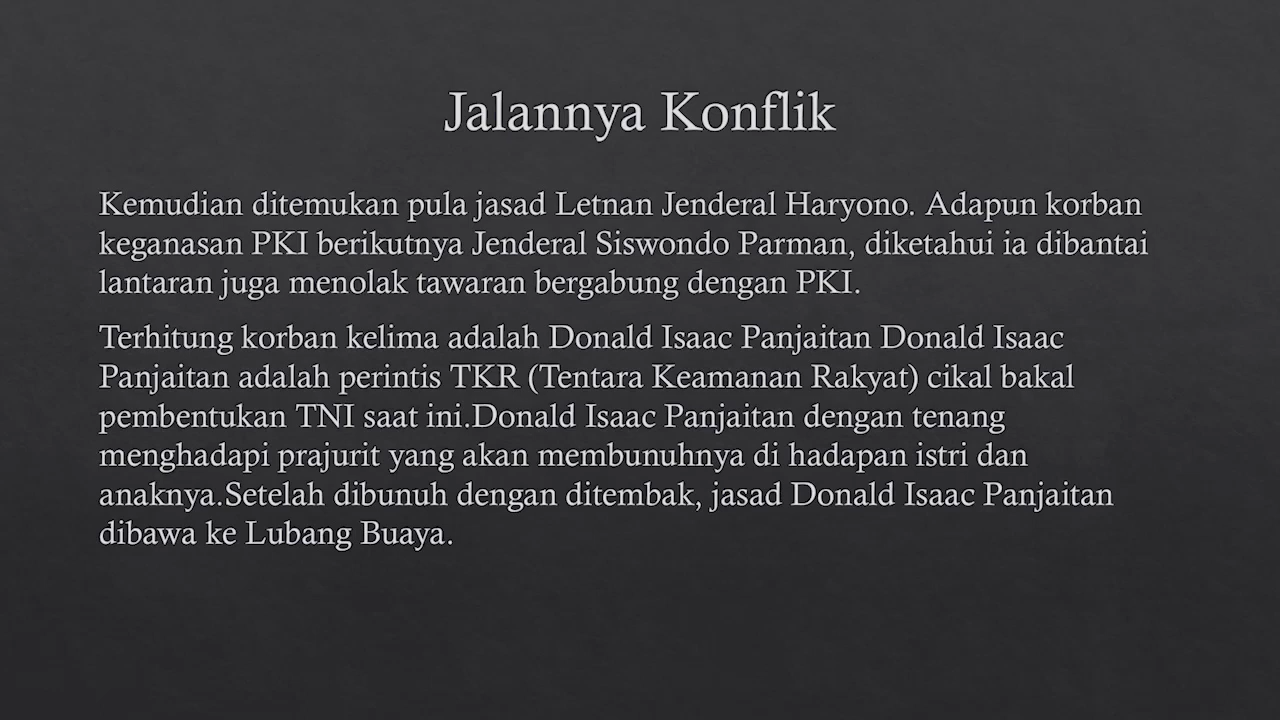 Jalannya Konflik
Kemudian ditemukan pula jasad Letnan Jenderal Haryono. Adapun korban
keganasan PKI berikutnya Jenderal Siswondo Parman, diketahui ia dibantai
lantaran juga menolak tawaran bergabung dengan PKI.
Terhitung korban kelima adalah Donald Isaac Panjaitan Donald Isaac
Panjaitan adalah perintis TKR (Tentara Keamanan Rakyat) cikal bakal
pembentukan TNI saat ini.Donald Isaac Panjaitan dengan tenang
menghadapi prajurit yang akan membunuhnya di hadapan istri dan
anaknya.Setelah dibunuh dengan ditembak, jasad Donald Isaac Panjaitan
dibawa ke Lubang Buaya.